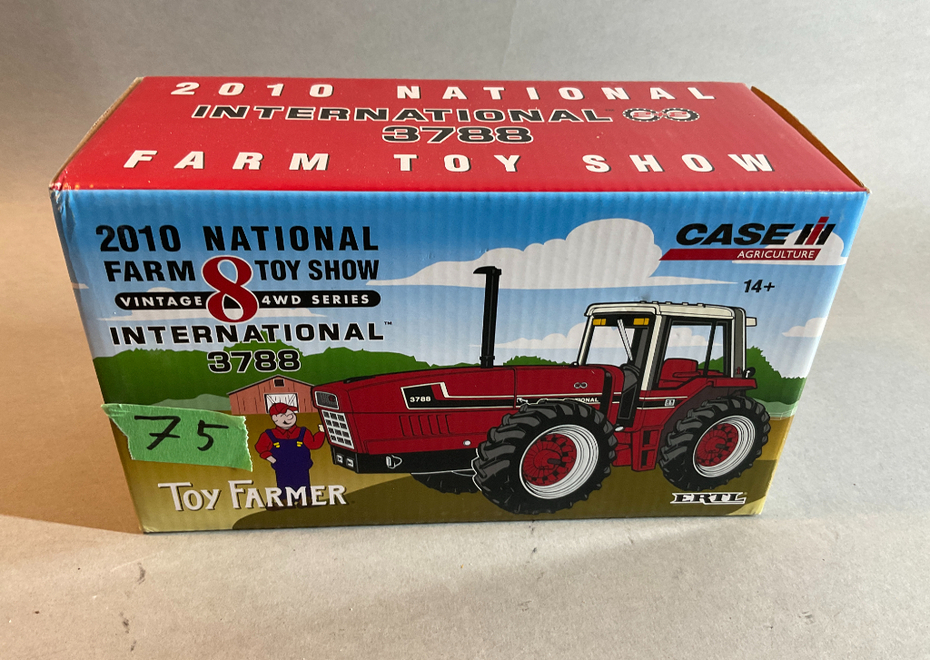 2010 NATIONAL
INTERNATIONAL
3788
FARM TOY SHOW
2010 NATIONAL
FARM 8 TOY SHOW
VINTAGE 4WD SERIES
INTERNATIONAL™
3788
CASE IH
AGRICULTURE
14+
3788
75
TOY FARMER
ERTL